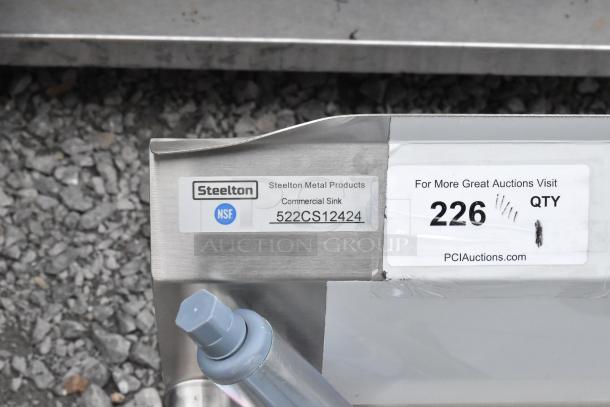 Steelton
Steelton Metal Products
Commercial Sink
NSF
522CS12424
AUCTION GROUP
For More Great Auctions Visit
226
QTY
PCIAuctions.com